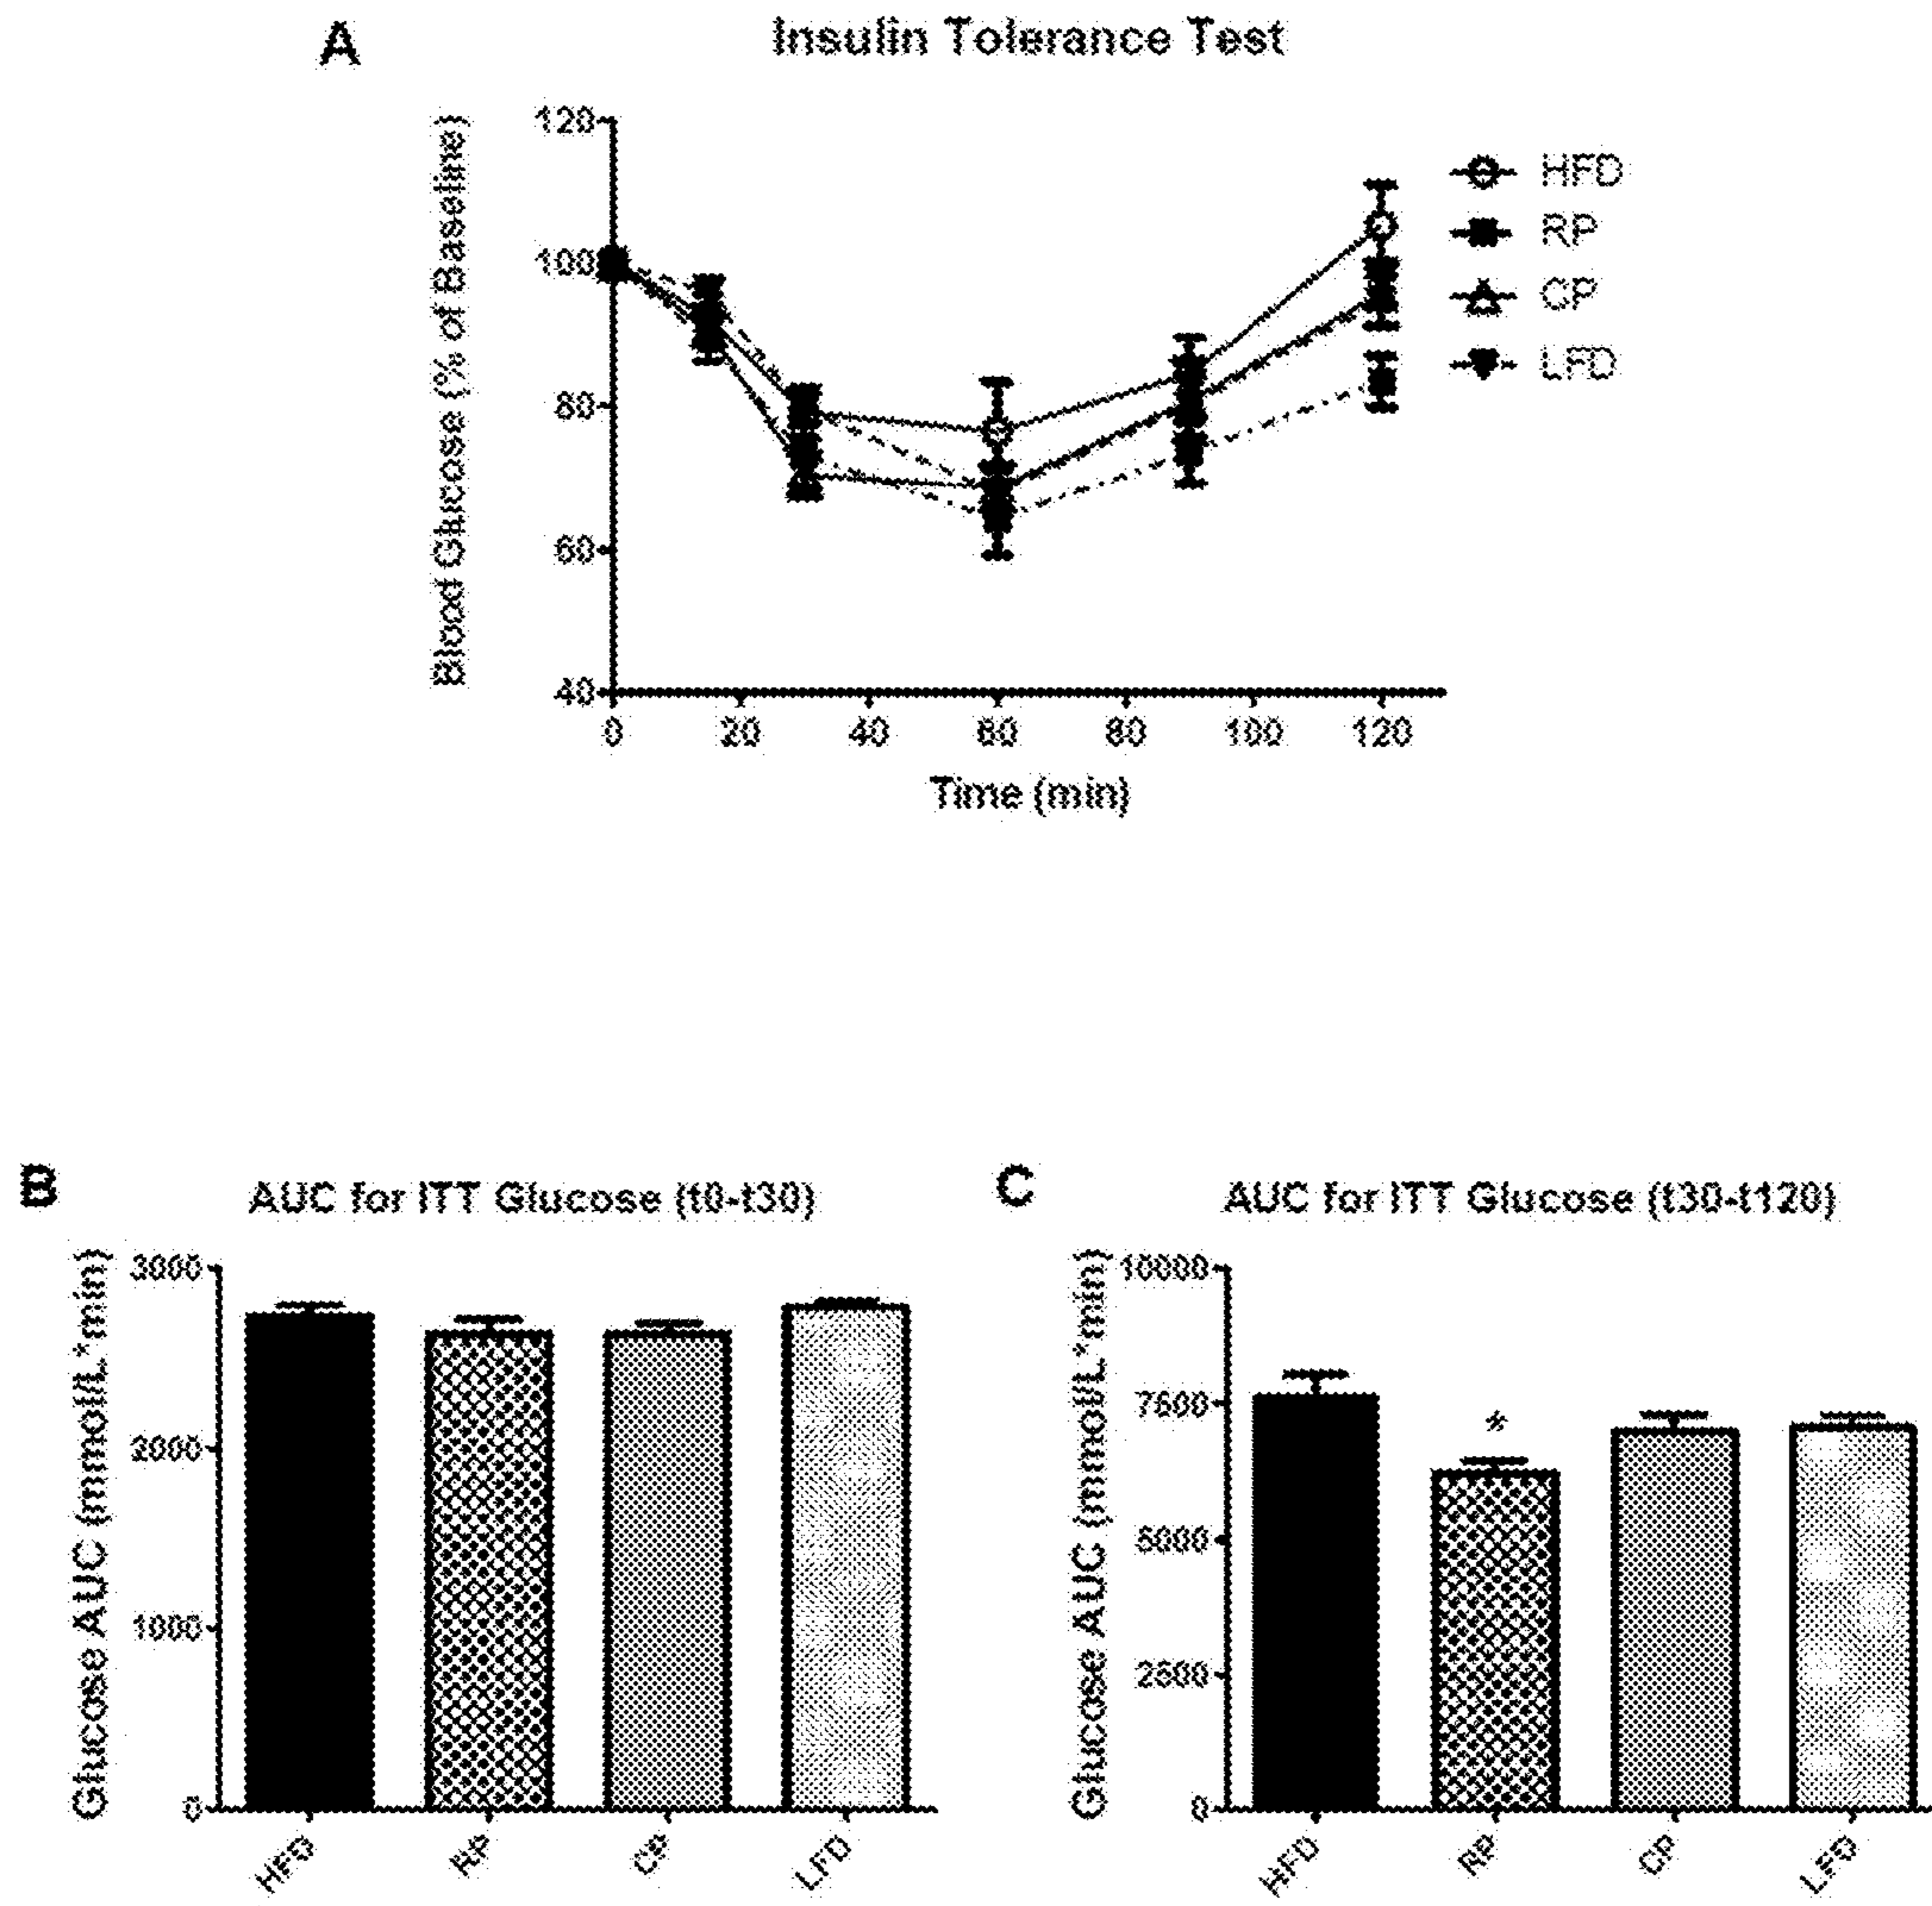 A
Insulin Tolerance Test
Blood Glucose (% of Baseline)
120
100
80
60
40
0 20 40 60 80 100 120
Time (min)
HFD
RP
CP
LFD
B
AUC for ITT Glucose (t0-t30)
Glucose AUC (mmol/L*min)
3000
2000
1000
0
HFD RP CP LFD
C
AUC for ITT Glucose (t30-t120)
Glucose AUC (mmol/L*min)
10000
7500
5000
2500
0
*
HFD RP CP LFD